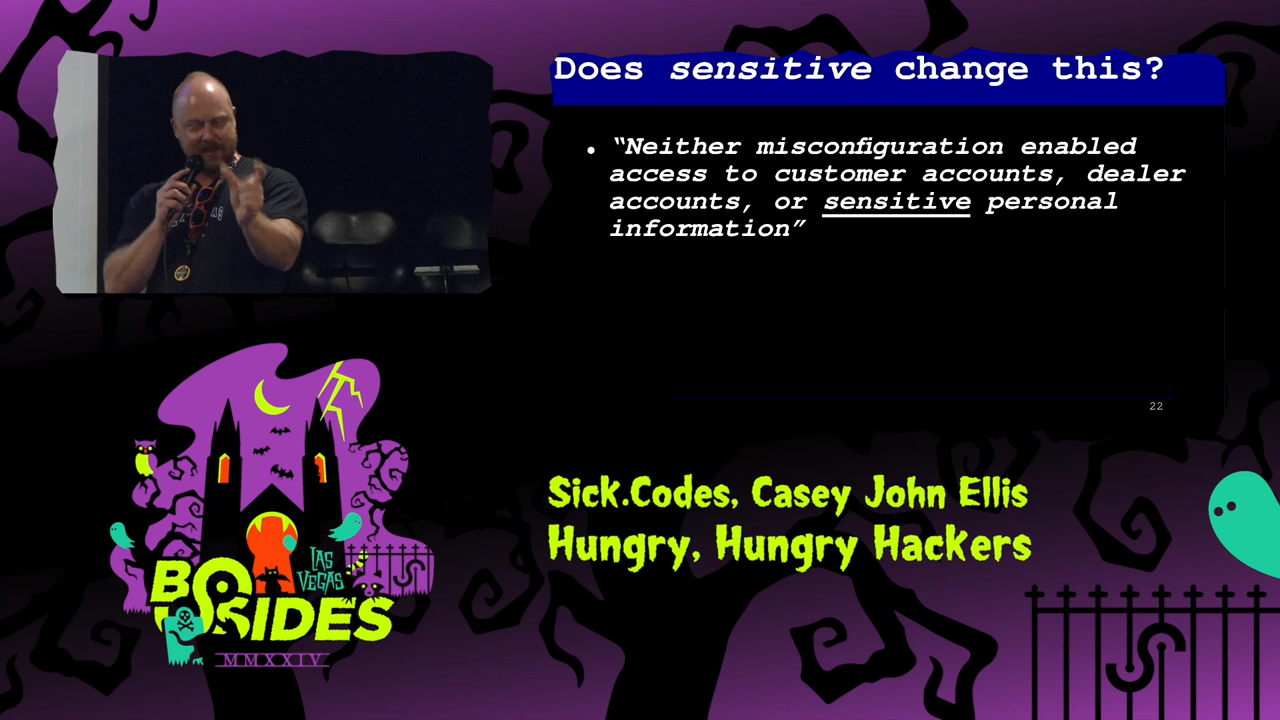 Does sensitive change this?
• “Neither misconfiguration enabled
access to customer accounts, dealer
accounts, or sensitive personal
information”
22
Sick.Codes, Casey John Ellis
Hungry, Hungry Hackers
LAS
VEGAS
BSIDES
MMXXIV